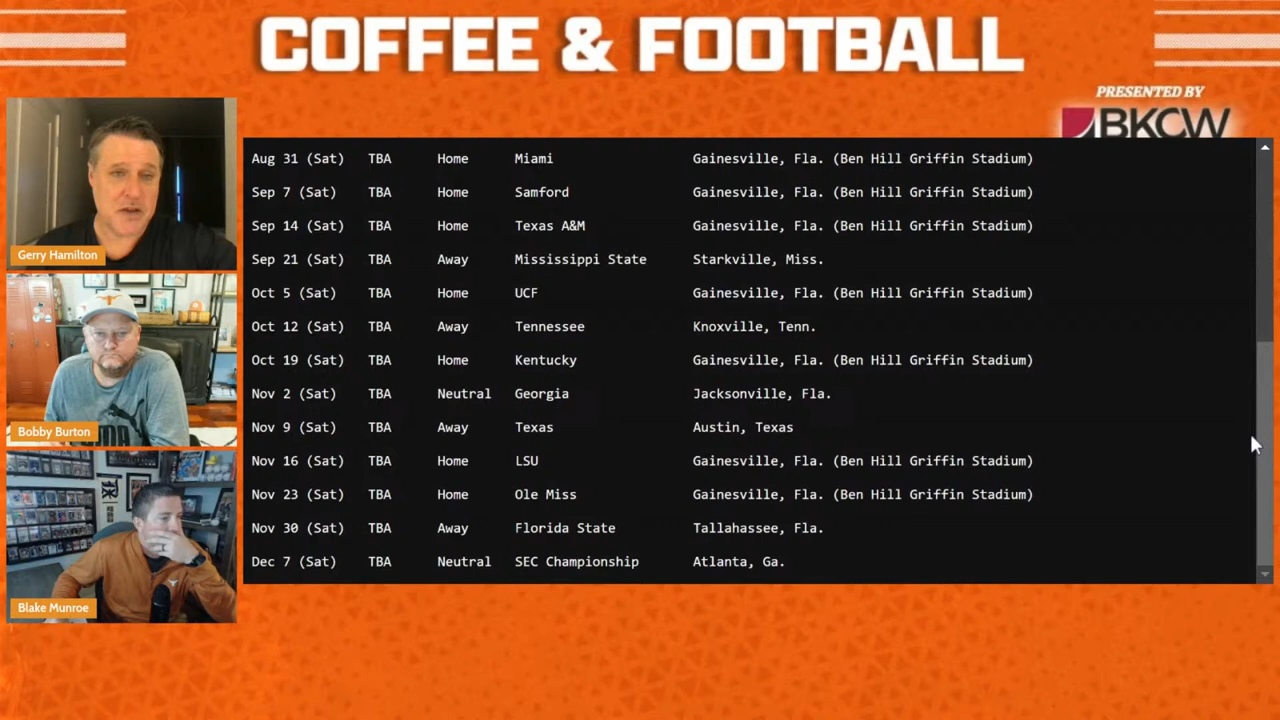 COFFEE & FOOTBALL
PRESENTED BY
BKCW
Aug 31 (Sat) TBA Home Miami Gainesville, Fla. (Ben Hill Griffin Stadium)
Sep 7 (Sat) TBA Home Samford Gainesville, Fla. (Ben Hill Griffin Stadium)
Sep 14 (Sat) TBA Home Texas A&M Gainesville, Fla. (Ben Hill Griffin Stadium)
Sep 21 (Sat) TBA Away Mississippi State Starkville, Miss.
Oct 5 (Sat) TBA Home UCF Gainesville, Fla. (Ben Hill Griffin Stadium)
Oct 12 (Sat) TBA Away Tennessee Knoxville, Tenn.
Oct 19 (Sat) TBA Home Kentucky Gainesville, Fla. (Ben Hill Griffin Stadium)
Nov 2 (Sat) TBA Neutral Georgia Jacksonville, Fla.
Nov 9 (Sat) TBA Away Texas Austin, Texas
Nov 16 (Sat) TBA Home LSU Gainesville, Fla. (Ben Hill Griffin Stadium)
Nov 23 (Sat) TBA Home Ole Miss Gainesville, Fla. (Ben Hill Griffin Stadium)
Nov 30 (Sat) TBA Away Florida State Tallahassee, Fla.
Dec 7 (Sat) TBA Neutral SEC Championship Atlanta, Ga.
Gerry Hamilton
Bobby Burton
Blake Munroe